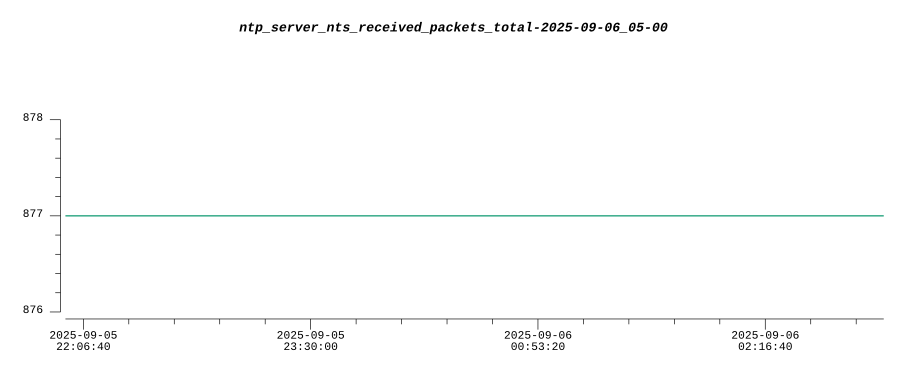 ntp_server_nts_received_packets_total-2025-09-06_05-00
878
877
876
2025-09-05 2025-09-05 2025-09-06 2025-09-06
22:06:40 23:30:00 00:53:20 02:16:40